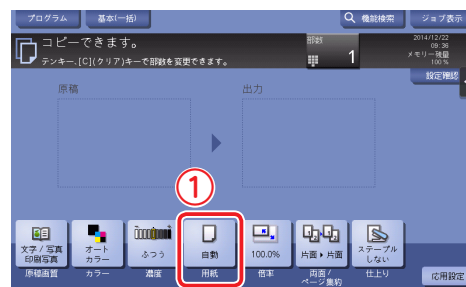 プログラム
基本(一括)
機能検索
ジョブ表示
コピーできます。
テンキー、[C](クリア)キーで部数を変更できます。
部数
1
2014/12/22
09:36
メモリー残量
100 %
設定確認
原稿
出力
①
文字 / 写真
印刷写真
オート
カラー
ふつう
自動
100.0%
片面 ▸ 片面
ステープル
しない
原稿画質
カラー
濃度
用紙
倍率
両面 /
ページ集約
仕上り
応用設定